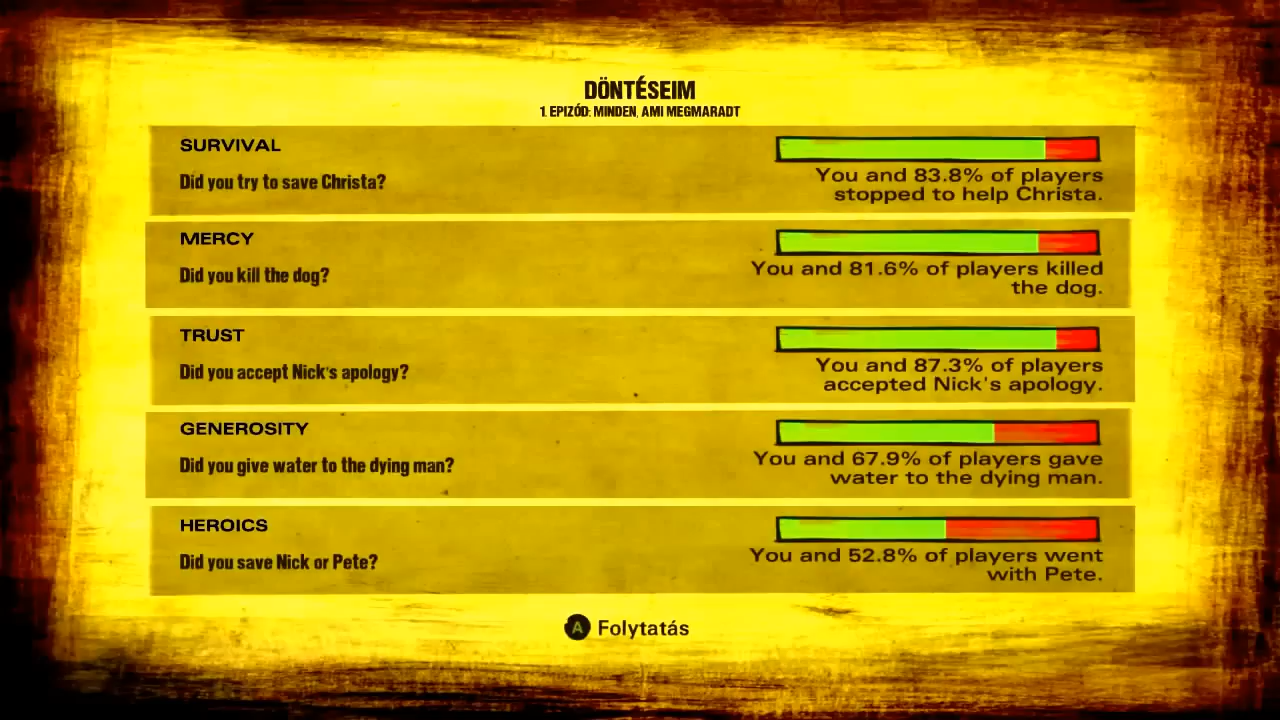 DÖNTÉSEIM
1. EPIZÓD: MINDEN, AMI MEGMARADT
SURVIVAL
Did you try to save Christa?
You and 83.8% of players
stopped to help Christa.
MERCY
Did you kill the dog?
You and 81.6% of players killed
the dog.
TRUST
Did you accept Nick's apology?
You and 87.3% of players
accepted Nick's apology.
GENEROSITY
Did you give water to the dying man?
You and 67.9% of players gave
water to the dying man.
HEROICS
Did you save Nick or Pete?
You and 52.8% of players went
with Pete.
A Folytatás